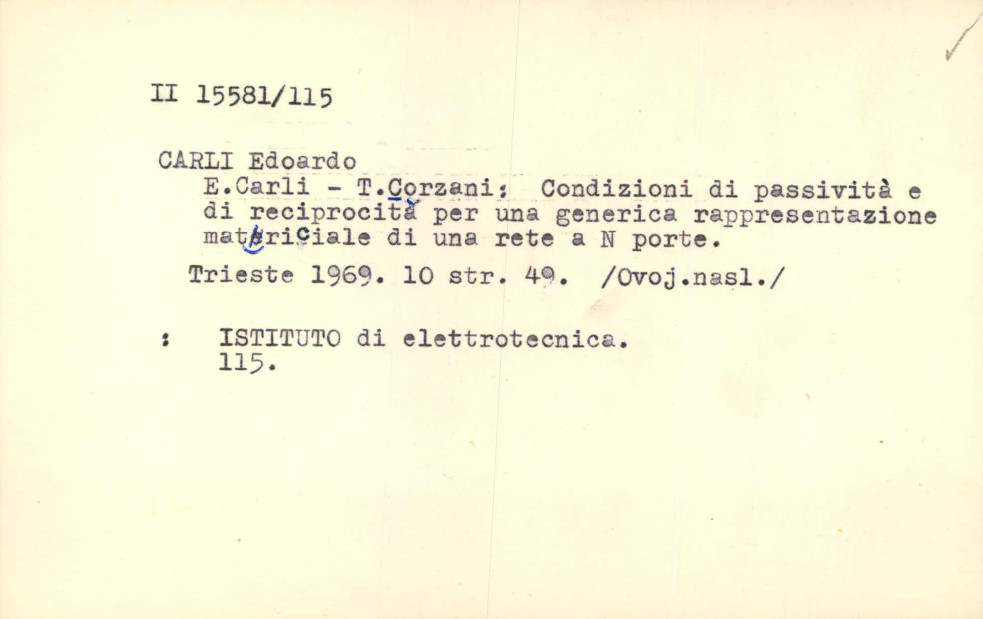 II 15581/115
CARLI Edoardo
E.Carli - T.Corzani: Condizioni di passività e
di reciprocità per una generica rappresentazione
matriciale di una rete a N porte.
Trieste 1969. 10 str. 49. /Ovoj.nasl./
: ISTITUTO di elettrotecnica.
115.